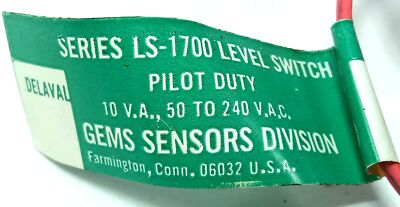 SERIES LS-1700 LEVEL SWITCH
PILOT DUTY
DELAVAL
10 V.A., 50 TO 240 V.A.C.
GEMS SENSORS DIVISION
Farmington, Conn. 06032 U.S.A.